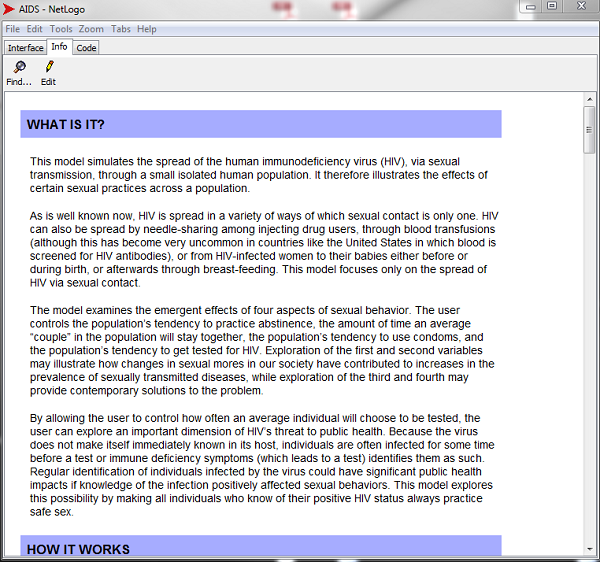 AIDS - NetLogo
File Edit Tools Zoom Tabs Help
Interface Info Code
Find... Edit
WHAT IS IT?
This model simulates the spread of the human immunodeficiency virus (HIV), via sexual
transmission, through a small isolated human population. It therefore illustrates the effects of
certain sexual practices across a population.
As is well known now, HIV is spread in a variety of ways of which sexual contact is only one. HIV
can also be spread by needle-sharing among injecting drug users, through blood transfusions
(although this has become very uncommon in countries like the United States in which blood is
screened for HIV antibodies), or from HIV-infected women to their babies either before or
during birth, or afterwards through breast-feeding. This model focuses only on the spread of
HIV via sexual contact.
The model examines the emergent effects of four aspects of sexual behavior. The user
controls the population's tendency to practice abstinence, the amount of time an average
“couple” in the population will stay together, the population's tendency to use condoms, and
the population's tendency to get tested for HIV. Exploration of the first and second variables
may illustrate how changes in sexual mores in our society have contributed to increases in the
prevalence of sexually transmitted diseases, while exploration of the third and fourth may
provide contemporary solutions to the problem.
By allowing the user to control how often an average individual will choose to be tested, the
user can explore an important dimension of HIV's threat to public health. Because the virus
does not make itself immediately known in its host, individuals are often infected for some time
before a test or immune deficiency symptoms (which leads to a test) identifies them as such.
Regular identification of individuals infected by the virus could have significant public health
impacts if knowledge of the infection positively affected sexual behaviors. This model explores
this possibility by making all individuals who know of their positive HIV status always practice
safe sex.
HOW IT WORKS